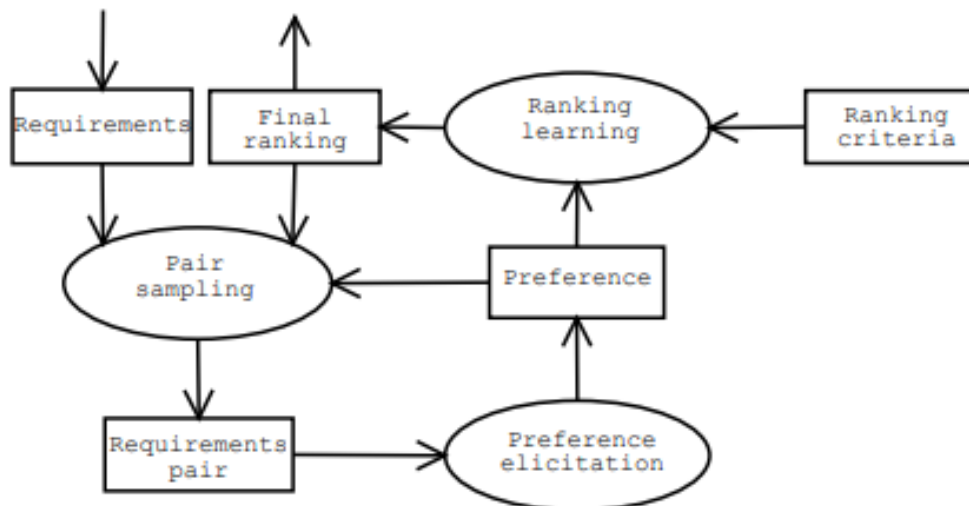 Requirements
Final
ranking
Ranking
learning
Ranking
criteria
Pair
sampling
Preference
Requirements
pair
Preference
elicitation